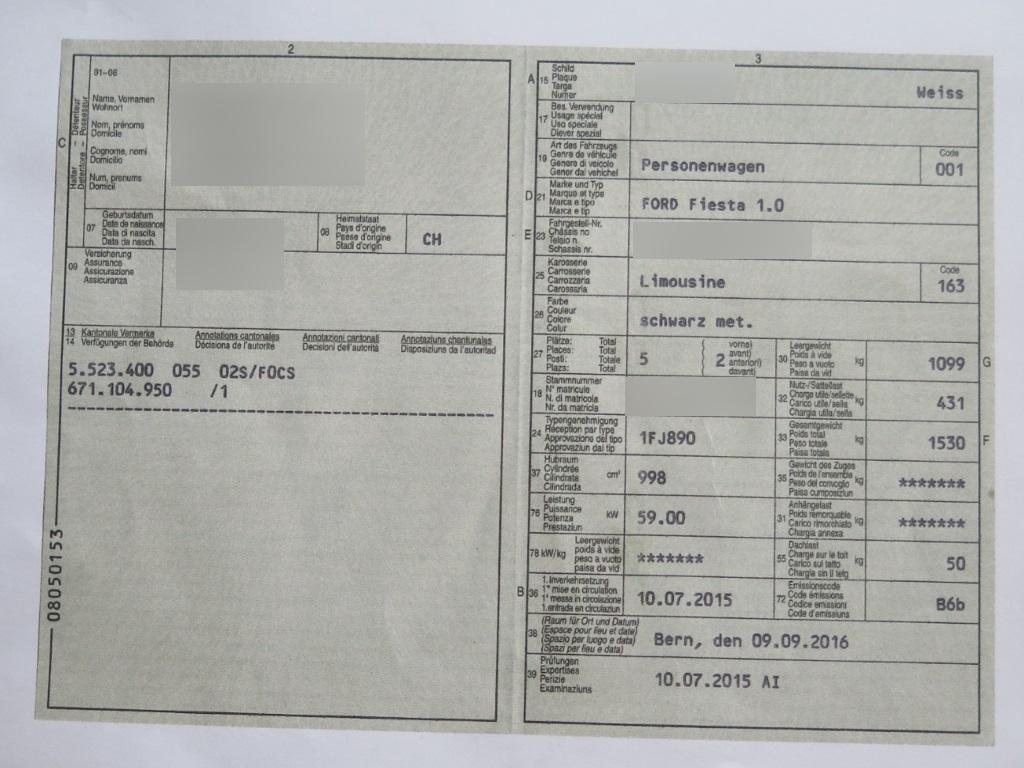 2
01-06
C
Halter Détenteur
Detentore - Possessur
Name, Vornamen
Wohnort
Nom, prénoms
Domicile
Cognome, nomi
Domicilio
Num, prenums
Domicil
07
Geburtsdatum
Date de naissance
Data di nascita
Data da nasch.
08
Heimatstaat
Pays d'origine
Paese d'origine
Stadi d'origin
CH
09
Versicherung
Assurance
Assicurazione
Assicuranza
13 Kantonale Vermerke Annotations cantonales Annotazioni cantonali Annotaziuns chantunalas
14 Verfügungen der Behörde Décisions de l'autorité Decisioni dell'autorità Disposiziuns da l'autoritad
5.523.400 055 02S/FOCS
671.104.950 /1
08050153
3
A 15
Schild
Plaque
Targa
Numer
Weiss
17
Bes. Verwendung
Usage spécial
Uso speciale
Diever spezial
19
Art des Fahrzeugs
Genre de véhicule
Genere di veicolo
Gener dal vehichel
Personenwagen
Code
001
D 21
Marke und Typ
Marque et type
Marca e tipo
Marca e tip
FORD Fiesta 1.0
E 23
Fahrgestell-Nr.
Châssis no
Telaio n.
Schassis nr.
25
Karosserie
Carrosserie
Carrozzeria
Carossaria
Limousine
Code
163
26
Farbe
Couleur
Colore
Colur
schwarz met.
27
Plätze: Total
Places: Total
Posti: Totale
Plazs: Total
5
vorne)
avant)
anteriori)
davant)
2
30
Leergewicht
Poids à vide
Peso a vuoto
Paisa da vid
kg
1099
G
18
Stammnummer
N° matricule
N. di matricola
Nr. da matricla
32
Nutz-/Sattellast
Charge utile/sellette
Carico utile/sella
Chargia utila/sella
kg
431
24
Typengenehmigung
Réception par type
Approvazione del tipo
Approvaziun dal tip
1FJ890
33
Gesamtgewicht
Poids total
Peso totale
Paisa totala
kg
1530
F
37
Hubraum
Cylindrée
Cilindrata
Cilindrada
cm³
998
35
Gewicht des Zuges
Poids de l'ensemble
Peso del convoglio
Paisa cumposiziun
kg
*******
76
Leistung
Puissance
Potenza
Prestaziun
kW
59.00
31
Anhängelast
Poids remorquable
Carico rimorchiato
Chargia annexa
kg
*******
78 kW/kg
Leergewicht
poids à vide
peso a vuoto
paisa da vid
*******
55
Dachlast
Charge sur le toit
Carico sul tetto
Chargia sin il tetg
kg
50
B 36
1. Inverkehrsetzung
1re mise en circulation
1a messa in circolazione
1. entrada en circulaziun
10.07.2015
72
Emissionscode
Code émissions
Codice emissioni
Code d'emissiuns
B6b
38
(Raum für Ort und Datum)
(Espace pour lieu et date)
(Spazio per luogo e data)
(Spazi per lieu e data)
Bern, den 09.09.2016
39
Prüfungen
Expertises
Perizie
Examinaziuns
10.07.2015 AI